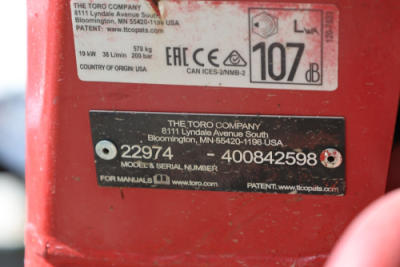 THE TORO COMPANY
8111 Lyndale Avenue South
Bloomington, MN 55420-1196 USA
PATENT: www.ttcopats.com
19 kW 38 L/min 578 kg
200 bar
COUNTRY OF ORIGIN: USA
EAC CE
CAN ICES-2/NMB-2
LWA
107 dB
THE TORO COMPANY
8111 Lyndale Avenue South
Bloomington, MN 55420-1196 USA
22974 - 400842598
MODEL & SERIAL NUMBER
FOR MANUALS www.toro.com
PATENT: www.ttcopats.com